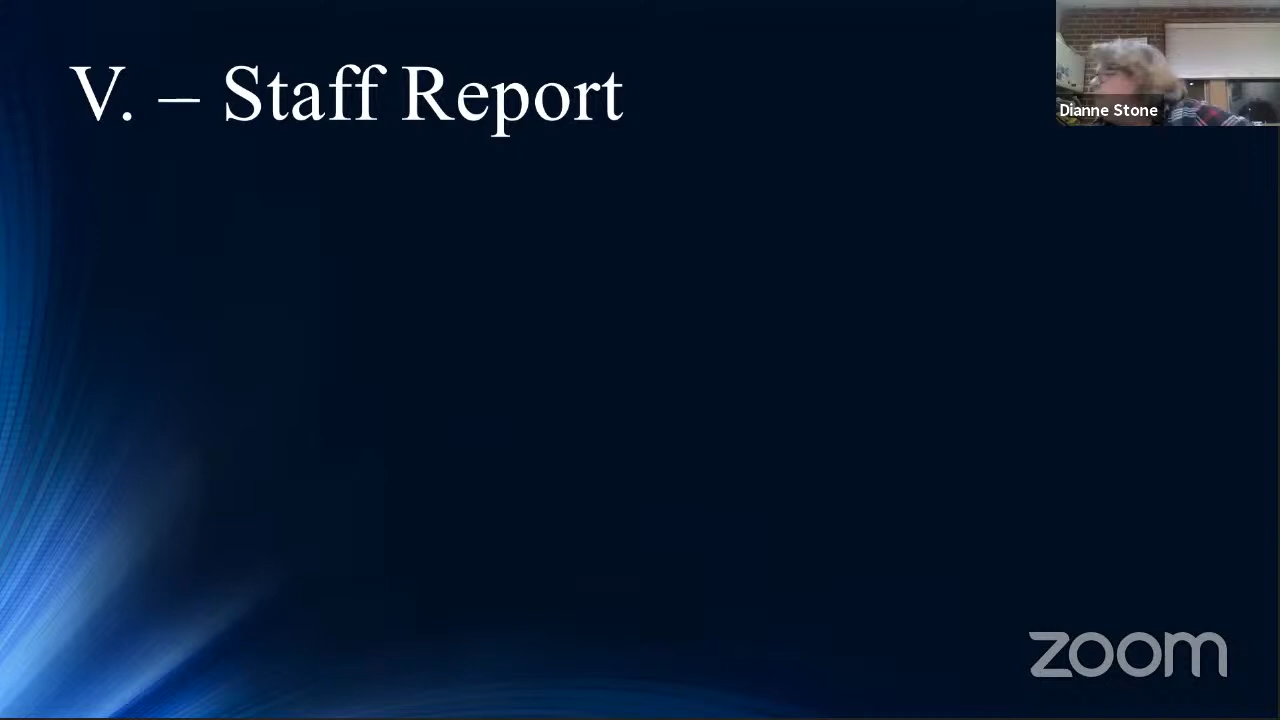 V. – Staff Report
Dianne Stone
zoom